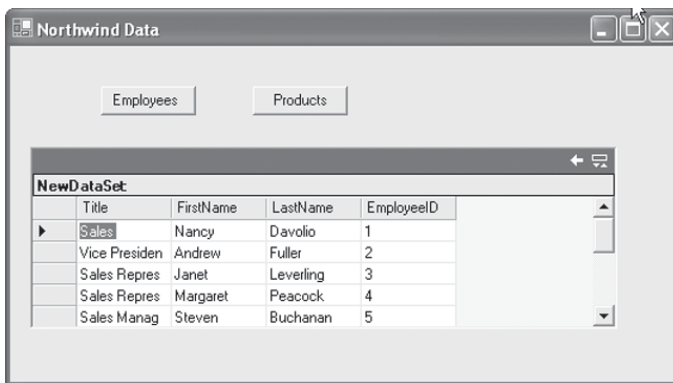 Northwind Data
Employees Products
NewDataSet:
Title FirstName LastName EmployeeID
Sales Nancy Davolio 1
Vice Presiden Andrew Fuller 2
Sales Repres Janet Leverling 3
Sales Repres Margaret Peacock 4
Sales Manag Steven Buchanan 5